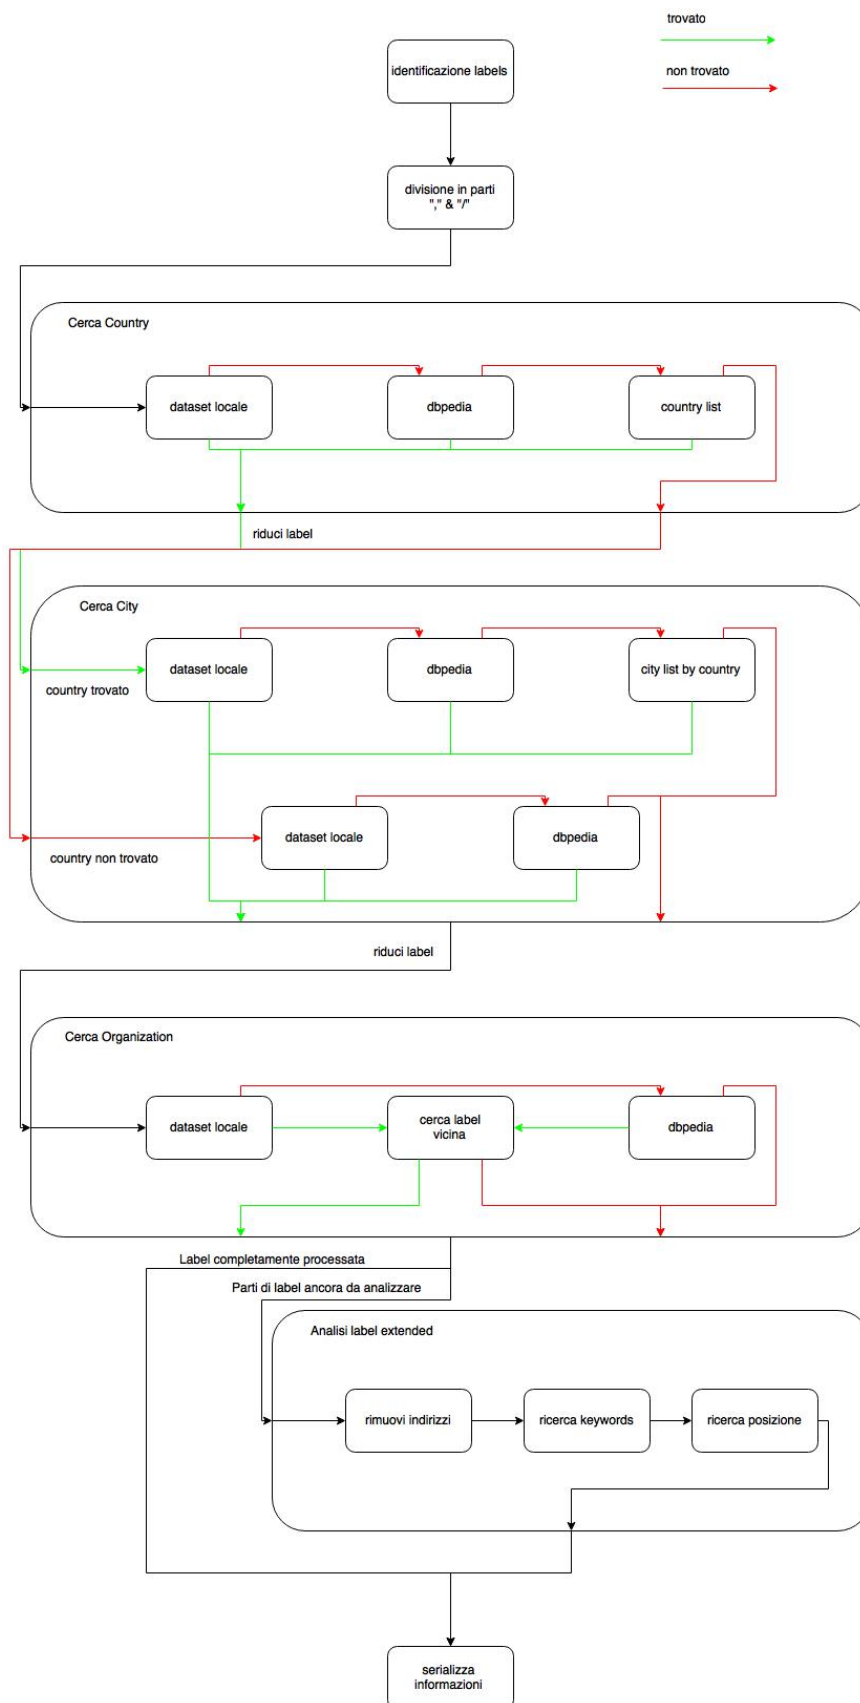 trovato
identificazione labels
non trovato
divisione in parti
"," & "/"
Cerca Country
dataset locale
dbpedia
country list
riduci label
Cerca City
dataset locale
dbpedia
city list by country
country trovato
dataset locale
dbpedia
country non trovato
riduci label
Cerca Organization
dataset locale
cerca label
vicina
dbpedia
Label completamente processata
Parti di label ancora da analizzare
Analisi label extended
rimuovi indirizzi
ricerca keywords
ricerca posizione
serializza
informazioni